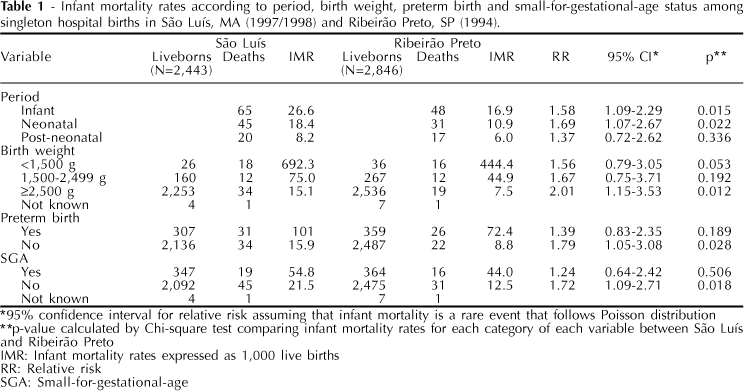 Table 1 - Infant mortality rates according to period, birth weight, preterm birth and small-for-gestational-age status among
singleton hospital births in São Luís, MA (1997/1998) and Ribeirão Preto, SP (1994).
São Luís Ribeirão Preto
Variable Liveborns Deaths IMR Liveborns Deaths IMR RR 95% CI* p**
(N=2,443) (N=2,846)
Period
Infant 65 26.6 48 16.9 1.58 1.09-2.29 0.015
Neonatal 45 18.4 31 10.9 1.69 1.07-2.67 0.022
Post-neonatal 20 8.2 17 6.0 1.37 0.72-2.62 0.336
Birth weight
<1,500 g 26 18 692.3 36 16 444.4 1.56 0.79-3.05 0.053
1,500-2,499 g 160 12 75.0 267 12 44.9 1.67 0.75-3.71 0.192
≥2,500 g 2,253 34 15.1 2,536 19 7.5 2.01 1.15-3.53 0.012
Not known 4 1 7 1
Preterm birth
Yes 307 31 101 359 26 72.4 1.39 0.83-2.35 0.189
No 2,136 34 15.9 2,487 22 8.8 1.79 1.05-3.08 0.028
SGA
Yes 347 19 54.8 364 16 44.0 1.24 0.64-2.42 0.506
No 2,092 45 21.5 2,475 31 12.5 1.72 1.09-2.71 0.018
Not known 4 1 7 1
*95% confidence interval for relative risk assuming that infant mortality is a rare event that follows Poisson distribution
**p-value calculated by Chi-square test comparing infant mortality rates for each category of each variable between São Luís
and Ribeirão Preto
IMR: Infant mortality rates expressed as 1,000 live births
RR: Relative risk
SGA: Small-for-gestational-age